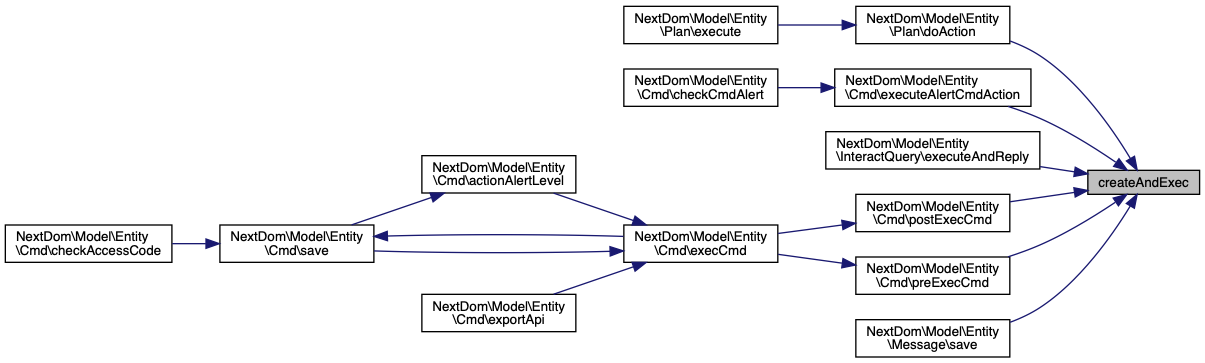 NextDom\Model\Entity
\Plan\execute
NextDom\Model\Entity
\Plan\doAction
NextDom\Model\Entity
\Cmd\checkCmdAlert
NextDom\Model\Entity
\Cmd\executeAlertCmdAction
NextDom\Model\Entity
\InteractQuery\executeAndReply
NextDom\Model\Entity
\Cmd\actionAlertLevel
createAndExec
NextDom\Model\Entity
\Cmd\postExecCmd
NextDom\Model\Entity
\Cmd\checkAccessCode
NextDom\Model\Entity
\Cmd\save
NextDom\Model\Entity
\Cmd\execCmd
NextDom\Model\Entity
\Cmd\preExecCmd
NextDom\Model\Entity
\Cmd\exportApi
NextDom\Model\Entity
\Message\save